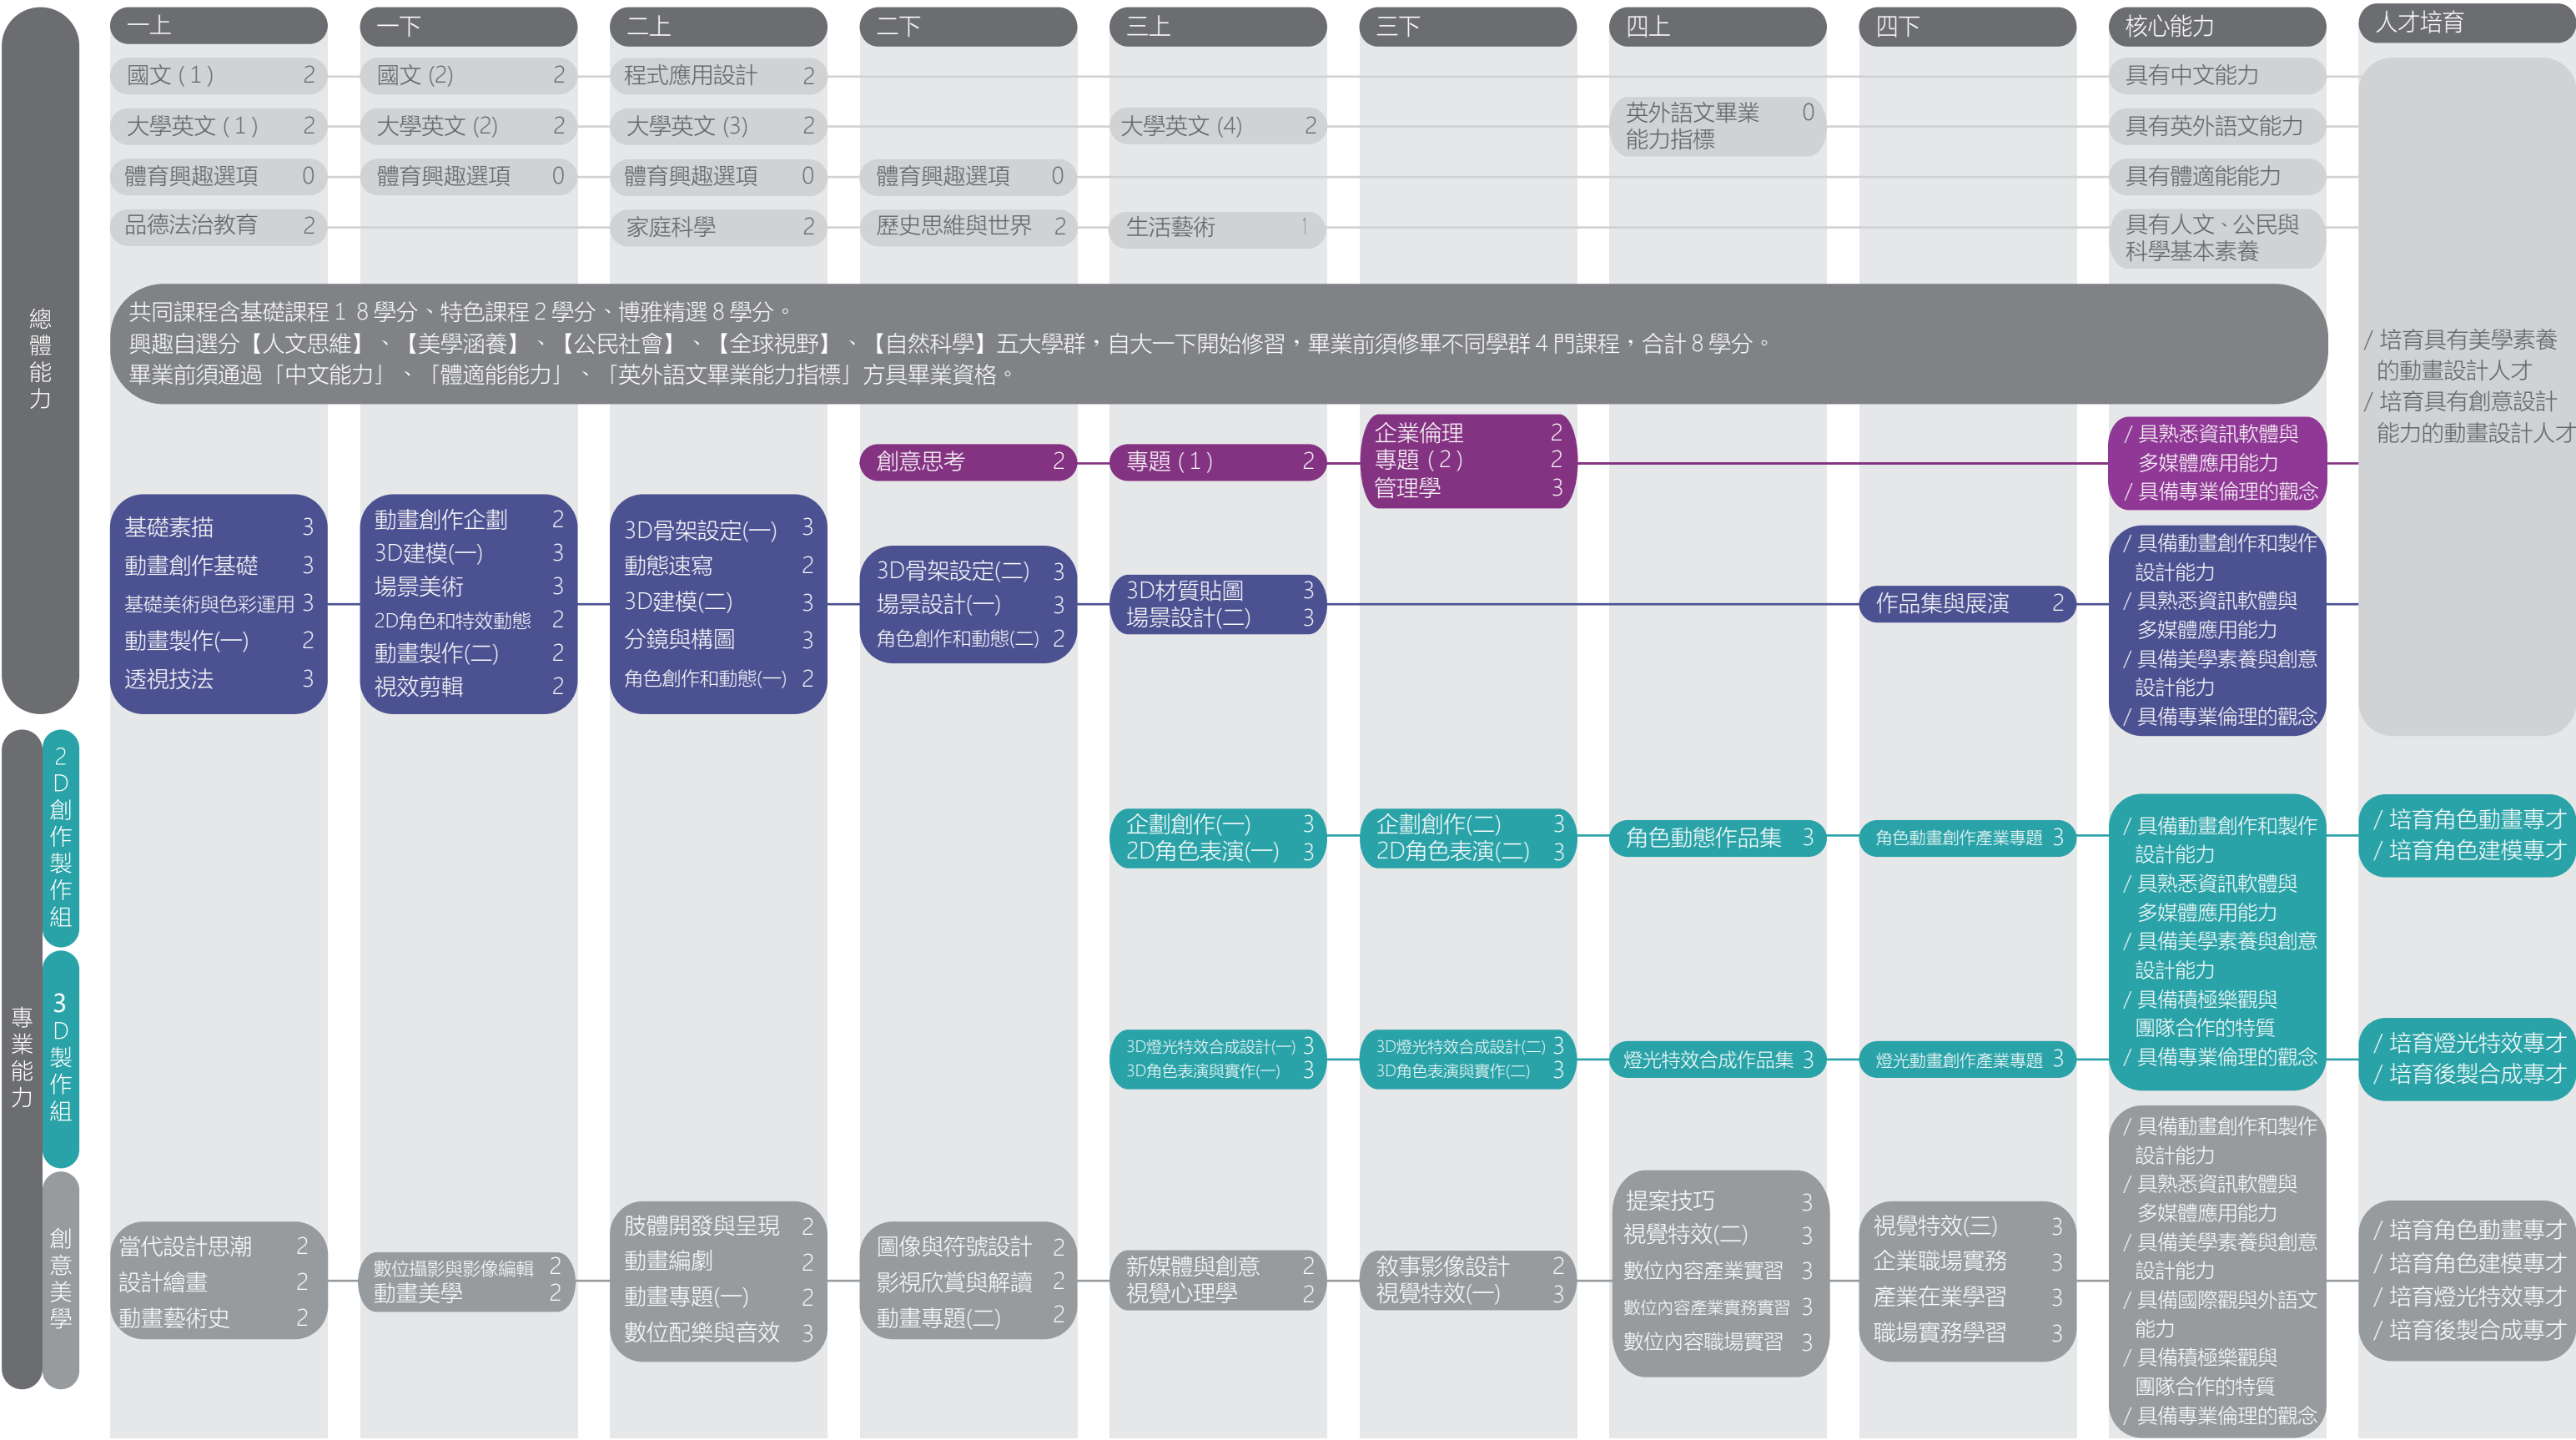 一上
一下
二上
二下
三上
三下
四上
四下
核心能力
人才培育
總體能力
國文 ( 1 ) 2
國文 (2) 2
程式應用設計 2
具有中文能力
大學英文 ( 1 ) 2
大學英文 (2) 2
大學英文 (3) 2
大學英文 (4) 2
英外語文畢業 0
能力指標
具有英外語文能力
體育興趣選項 0
體育興趣選項 0
體育興趣選項 0
體育興趣選項 0
具有體適能能力
品德法治教育 2
家庭科學 2
歷史思維與世界 2
生活藝術 1
具有人文、公民與
科學基本素養
共同課程含基礎課程 1 8 學分、特色課程 2 學分、博雅精選 8 學分。
興趣自選分【人文思維】、【美學涵養】、【公民社會】、【全球視野】、【自然科學】五大學群，自大一下開始修習，畢業前須修畢不同學群 4 門課程，合計 8 學分。
畢業前須通過「中文能力」、「體適能能力」、「英外語文畢業能力指標」方具畢業資格。
/ 培育具有美學素養
的動畫設計人才
/ 培育具有創意設計
能力的動畫設計人才
創意思考 2
專題 ( 1 ) 2
企業倫理 2
專題 ( 2 ) 2
管理學 3
/ 具熟悉資訊軟體與
多媒體應用能力
/ 具備專業倫理的觀念
基礎素描 3
動畫創作基礎 3
基礎美術與色彩運用 3
動畫製作(一) 2
透視技法 3
動畫創作企劃 2
3D建模(一) 3
場景美術 3
2D角色和特效動態 2
動畫製作(二) 2
視效剪輯 2
3D骨架設定(一) 3
動態速寫 2
3D建模(二) 3
分鏡與構圖 3
角色創作和動態(一) 2
3D骨架設定(二) 3
場景設計(一) 3
角色創作和動態(二) 2
3D材質貼圖 3
場景設計(二) 3
作品集與展演 2
/ 具備動畫創作和製作
設計能力
/ 具熟悉資訊軟體與
多媒體應用能力
/ 具備美學素養與創意
設計能力
/ 具備專業倫理的觀念
專業能力
2D創作製作組
企劃創作(一) 3
2D角色表演(一) 3
企劃創作(二) 3
2D角色表演(二) 3
角色動態作品集 3
角色動畫創作產業專題 3
/ 具備動畫創作和製作
設計能力
/ 具熟悉資訊軟體與
多媒體應用能力
/ 具備美學素養與創意
設計能力
/ 具備積極樂觀與
團隊合作的特質
/ 具備專業倫理的觀念
/ 培育角色動畫專才
/ 培育角色建模專才
3D製作組
3D燈光特效合成設計(一) 3
3D角色表演與實作(一) 3
3D燈光特效合成設計(二) 3
3D角色表演與實作(二) 3
燈光特效合成作品集 3
燈光動畫創作產業專題 3
/ 培育燈光特效專才
/ 培育後製合成專才
創意美學
當代設計思潮 2
設計繪畫 2
動畫藝術史 2
數位攝影與影像編輯 2
動畫美學 2
肢體開發與呈現 2
動畫編劇 2
動畫專題(一) 2
數位配樂與音效 3
圖像與符號設計 2
影視欣賞與解讀 2
動畫專題(二) 2
新媒體與創意 2
視覺心理學 2
敘事影像設計 2
視覺特效(一) 3
提案技巧 3
視覺特效(二) 3
數位內容產業實習 3
數位內容產業實務實習 3
數位內容職場實習 3
視覺特效(三) 3
企業職場實務 3
產業在業學習 3
職場實務學習 3
/ 具備動畫創作和製作
設計能力
/ 具熟悉資訊軟體與
多媒體應用能力
/ 具備美學素養與創意
設計能力
/ 具備國際觀與外語文
能力
/ 具備積極樂觀與
團隊合作的特質
/ 具備專業倫理的觀念
/ 培育角色動畫專才
/ 培育角色建模專才
/ 培育燈光特效專才
/ 培育後製合成專才